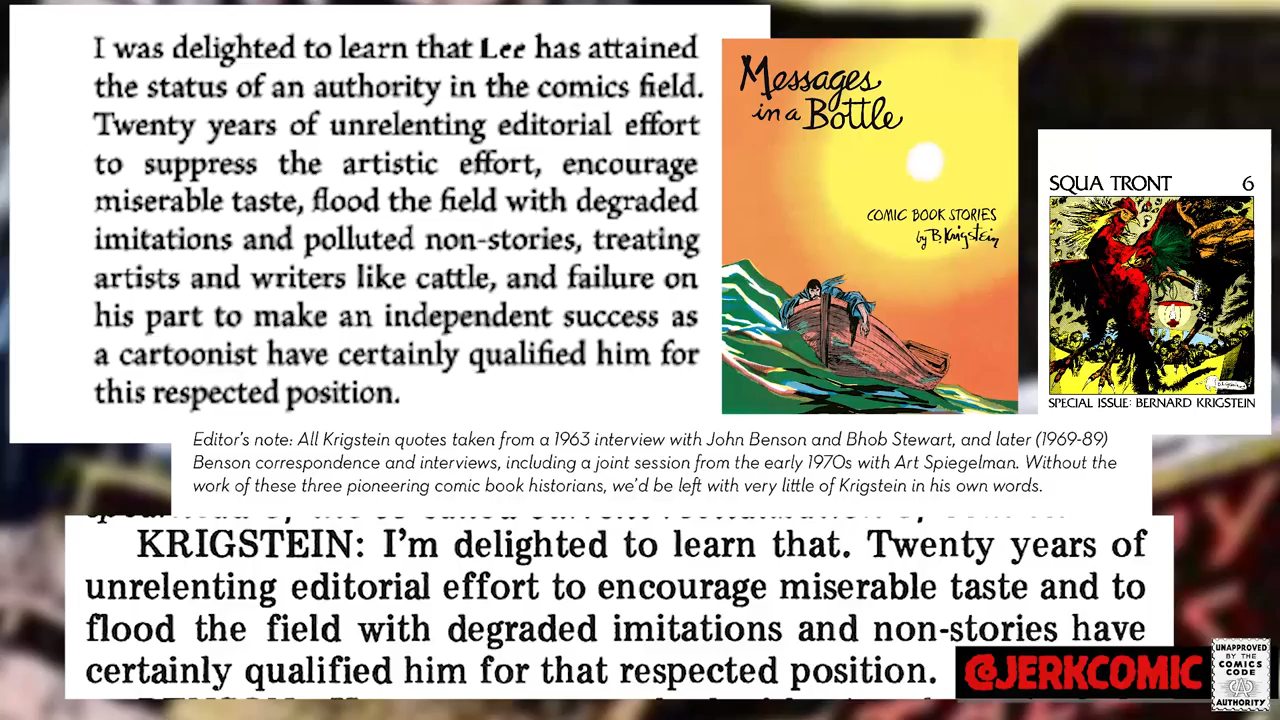 I was delighted to learn that Lee has attained
the status of an authority in the comics field.
Twenty years of unrelenting editorial effort
to suppress the artistic effort, encourage
miserable taste, flood the field with degraded
imitations and polluted non-stories, treating
artists and writers like cattle, and failure on
his part to make an independent success as
a cartoonist have certainly qualified him for
this respected position.
Messages
in a Bottle
COMIC BOOK STORIES
by B. Krigstein
SQUA TRONT 6
SPECIAL ISSUE: BERNARD KRIGSTEIN
Editor's note: All Krigstein quotes taken from a 1963 interview with John Benson and Bhob Stewart, and later (1969-89)
Benson correspondence and interviews, including a joint session from the early 1970s with Art Spiegelman. Without the
work of these three pioneering comic book historians, we'd be left with very little of Krigstein in his own words.
KRIGSTEIN: I'm delighted to learn that. Twenty years of
unrelenting editorial effort to encourage miserable taste and to
flood the field with degraded imitations and non-stories have
certainly qualified him for that respected position.
@JERKCOMIC
UNAPPROVED
BY THE
COMICS
CODE
AUTHORITY